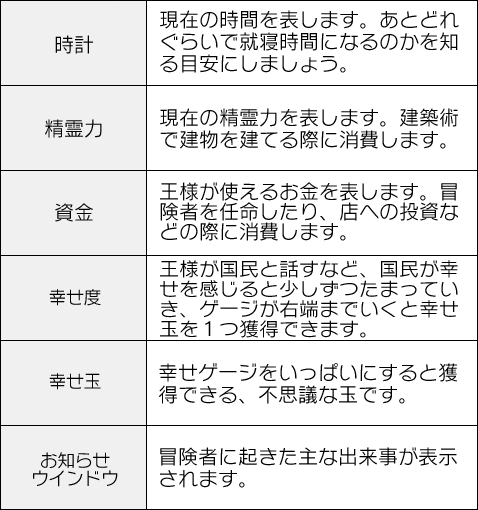 時計
現在の時間を表します。あとどれ
ぐらいで就寝時間になるのかを知
る目安にしましょう。
精霊力
現在の精霊力を表します。建築術
で建物を建てる際に消費します。
資金
王様が使えるお金を表します。冒
険者を任命したり、店への投資な
どの際に消費します。
幸せ度
王様が国民と話すなど、国民が幸
せを感じると少しずつたまってい
き、ゲージが右端までいくと幸せ
玉を１つ獲得できます。
幸せ玉
幸せゲージをいっぱいにすると獲
得できる、不思議な玉です。
お知らせ
ウインドウ
冒険者に起きた主な出来事が表示
されます。